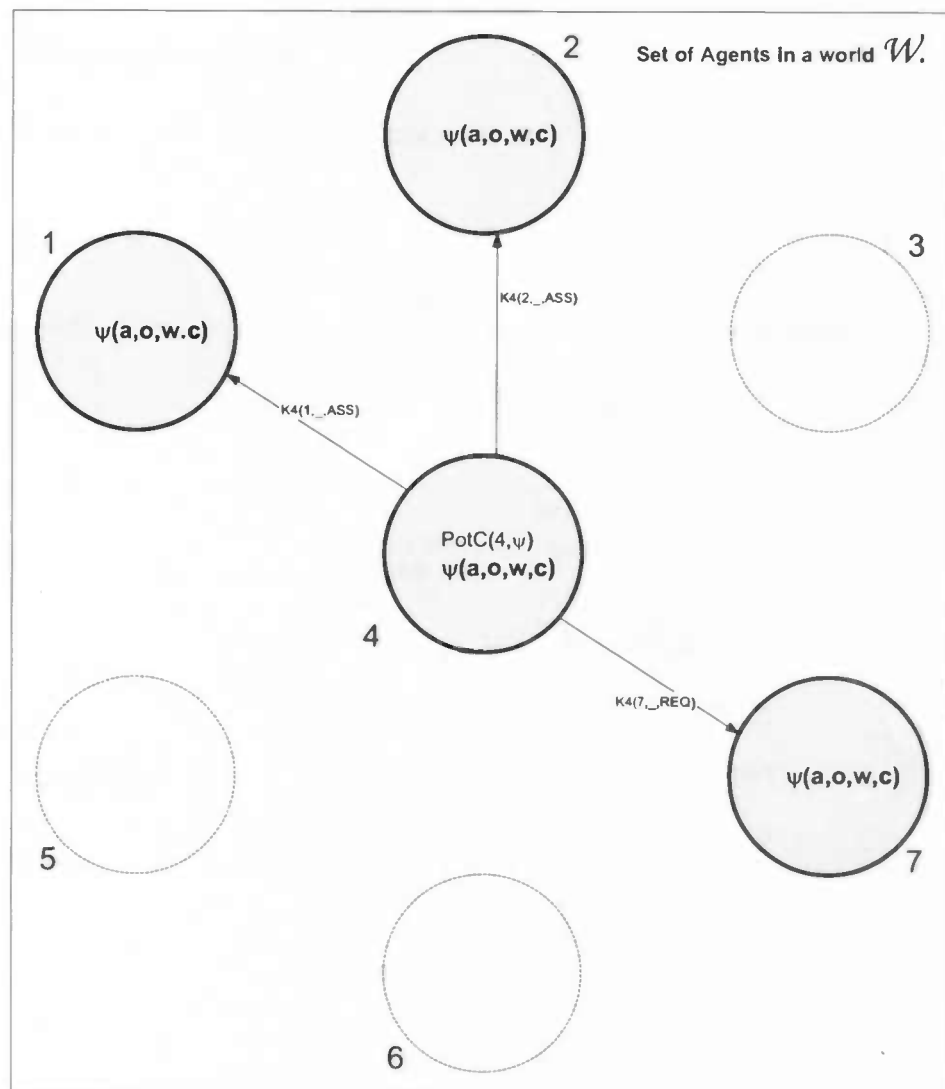 2
Set of Agents in a world W.
ψ(a,o,w,c)
1
3
K4(2,_,ASS)
ψ(a,o,w.c)
K4(1,_,ASS)
PotC(4,ψ)
ψ(a,o,w,c)
4
K4(7,_,REQ)
ψ(a,o,w,c)
5
7
6